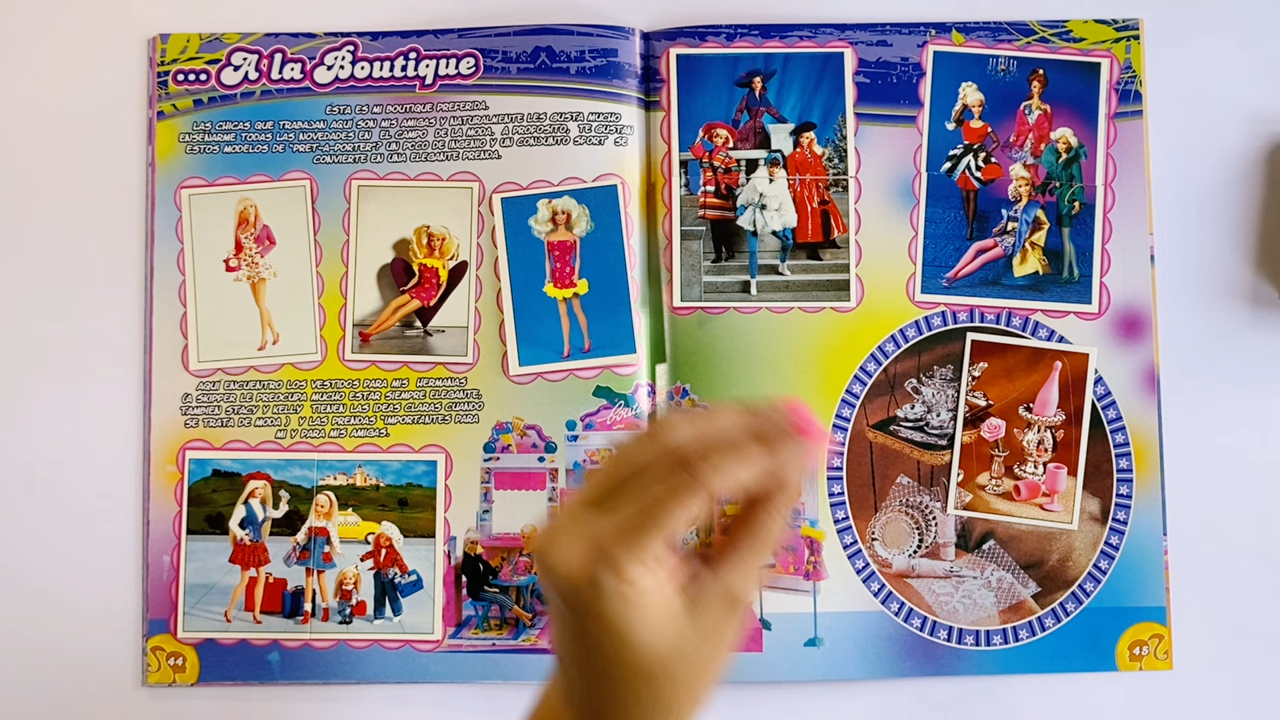 ... A la Boutique
ÉSTA ES MI BOUTIQUE PREFERIDA.
LAS CHICAS QUE TRABAJAN AQUÍ SON MIS AMIGAS Y NATURALMENTE LES GUSTA MUCHO
ENSEÑARME TODAS LAS NOVEDADES EN EL CAMPO DE LA MODA. A PROPOSITO, TE GUSTAN
ESTOS MODELOS DE "PRET-A-PORTER"? UN POCO DE INGENIO Y UN CONJUNTO SPORT SE
CONVIERTE EN UNA ELEGANTE PRENDA.
AQUÍ ENCUENTRO LOS VESTIDOS PARA MIS HERMANAS
(A SKIPPER LE PREOCUPA MUCHO ESTAR SIEMPRE ELEGANTE,
TAMBIEN STACY Y KELLY TIENEN LAS IDEAS CLARAS CUANDO
SE TRATA DE MODA ) Y LAS PRENDAS "IMPORTANTES PARA
MI Y PARA MIS AMIGAS.
44
45